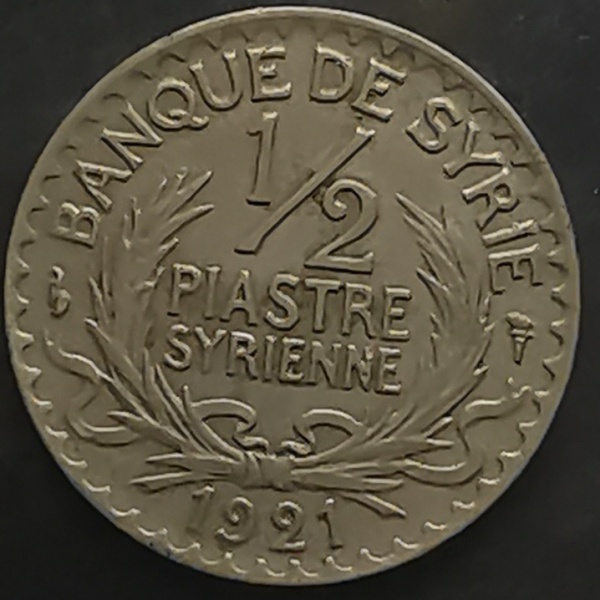 BANQUE DE SYRIE
1/2
PIASTRE
SYRIENNE
1921